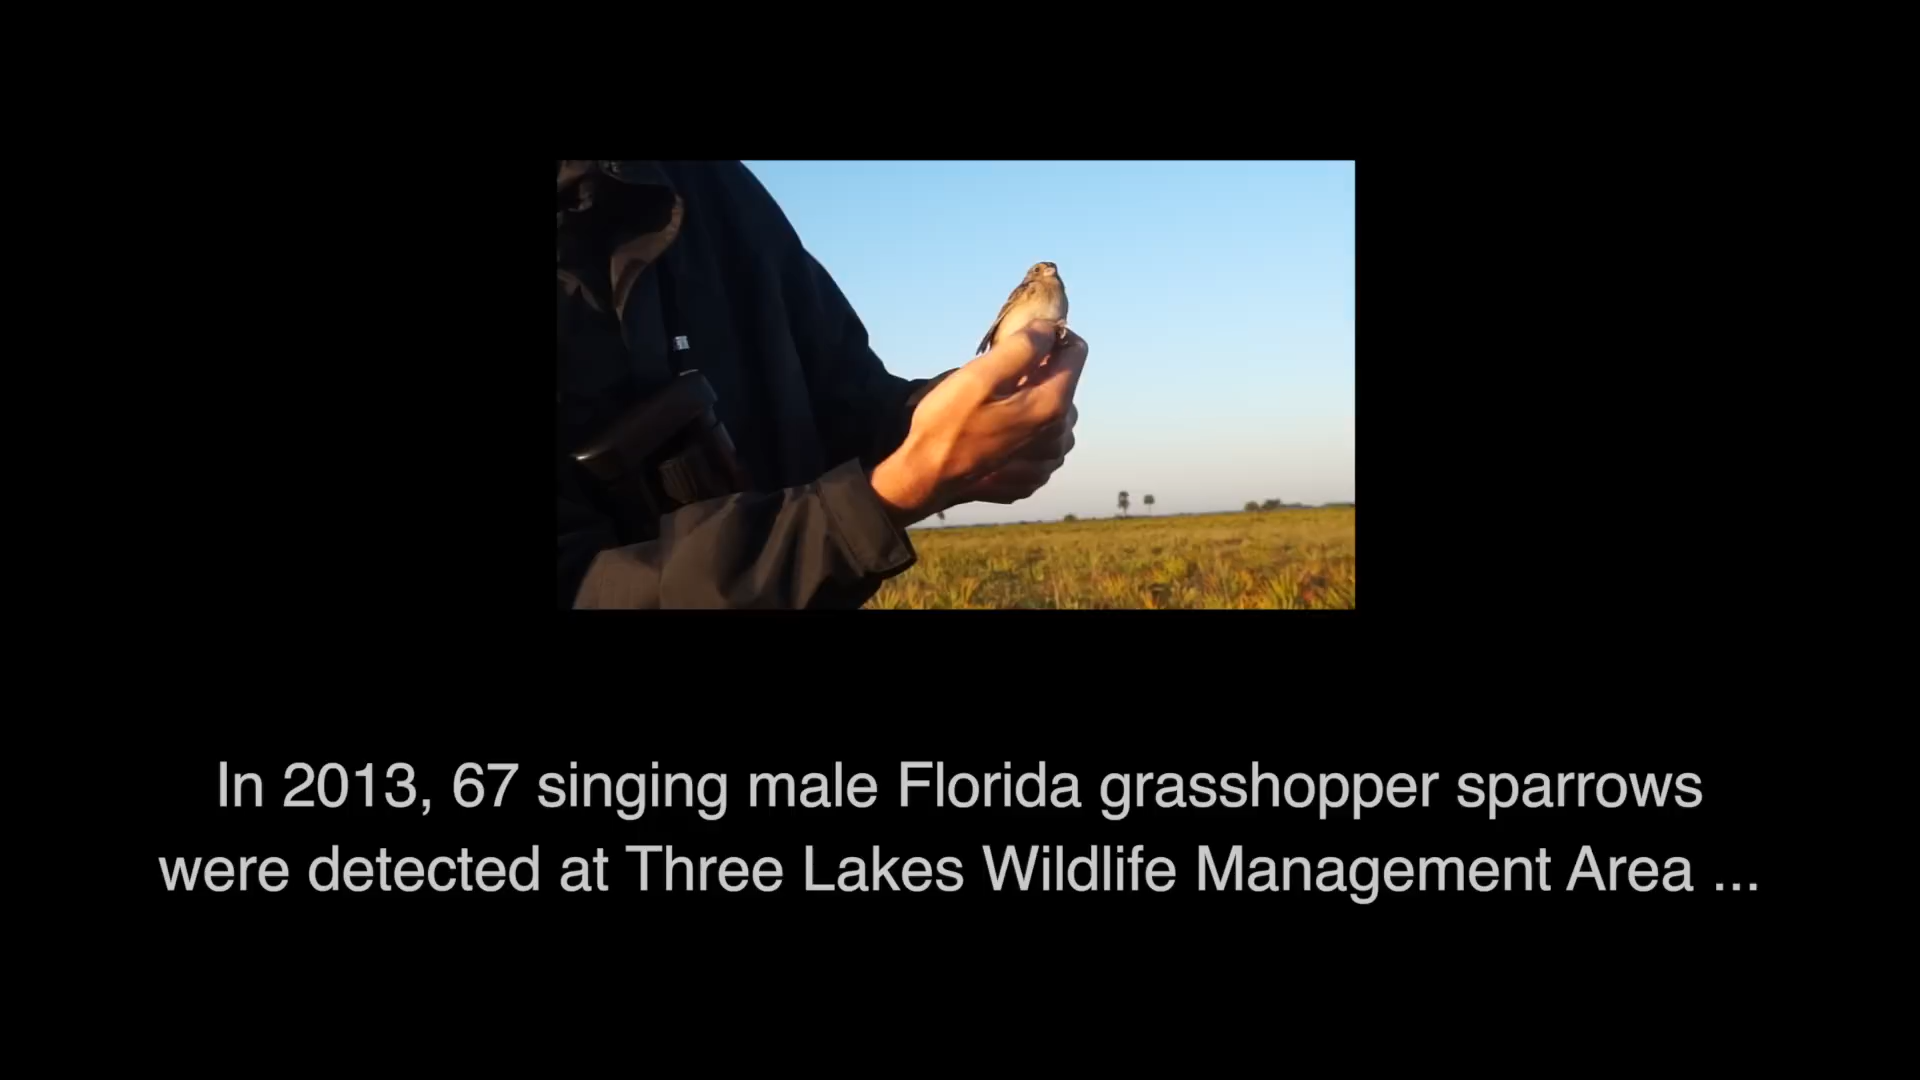 In 2013, 67 singing male Florida grasshopper sparrows
were detected at Three Lakes Wildlife Management Area ...